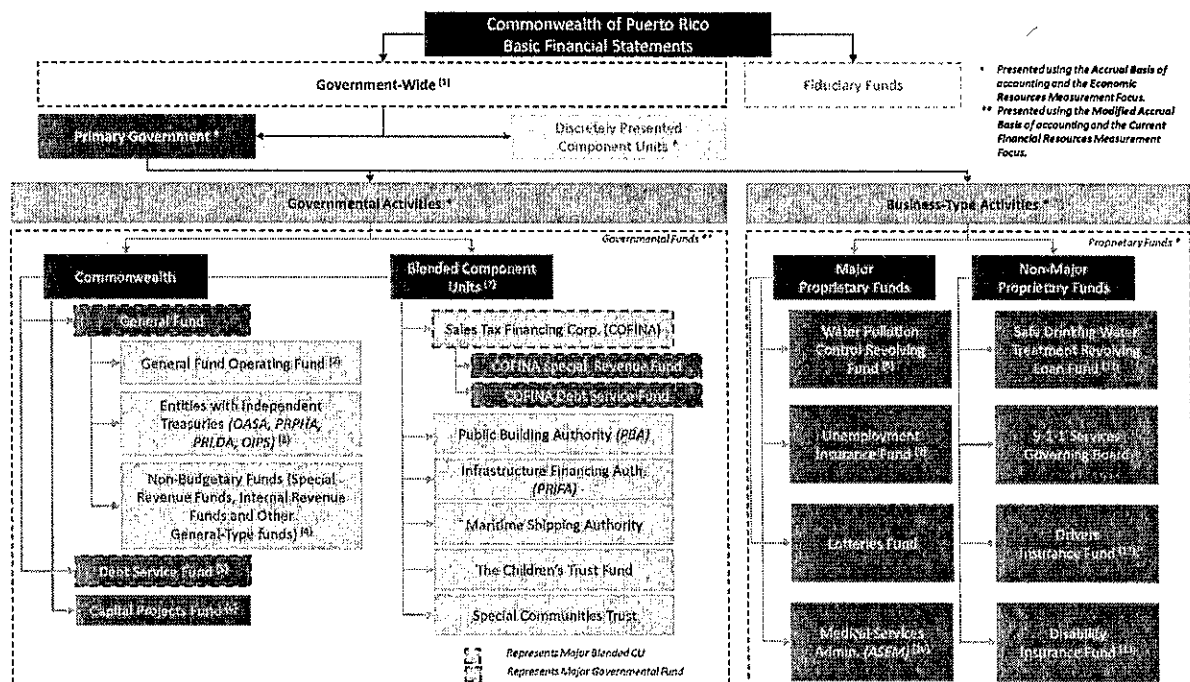 Commonwealth of Puerto Rico
Basic Financial Statements
Government-Wide [1]
Fiduciary Funds
* Presented using the Accrual Basis of
accounting and the Economic
Resources Measurement Focus.
** Presented using the Modified Accrual
Basis of accounting and the Current
Financial Resources Measurement
Focus.
Primary Government *
Discretely Presented
Component Units *
Governmental Activities *
Business-Type Activities *
Governmental Funds **
Proprietary Funds *
Commonwealth
Blended Component
Units [7]
Major
Proprietary Funds
Non-Major
Proprietary Funds
General Fund
General Fund Operating Fund [2]
Entities with Independent
Treasuries (OASA, PRPHA,
PRLDA, OIPS) [3]
Non-Budgetary Funds (Special
Revenue Funds, Internal Revenue
Funds and Other
General-Type funds) [4]
Debt Service Fund
Capital Projects Fund
Sales Tax Financing Corp. (COFINA)
COFINA Special Revenue Fund
COFINA Debt Service Fund
Public Building Authority (PBA)
Infrastructure Financing Auth.
(PRIFA)
Maritime Shipping Authority
The Children's Trust Fund
Special Communities Trust
Represents Major Blended CU
Represents Major Governmental Fund
Water Pollution
Control Revolving
Fund
Unemployment
Insurance Fund
Lotteries Fund
Medical Services
Admin. (ASEM)
Safe Drinking Water
Treatment Revolving
Loan Fund
9-1-1 Services
Governing Board
Drivers
Insurance Fund
Disability
Insurance Fund